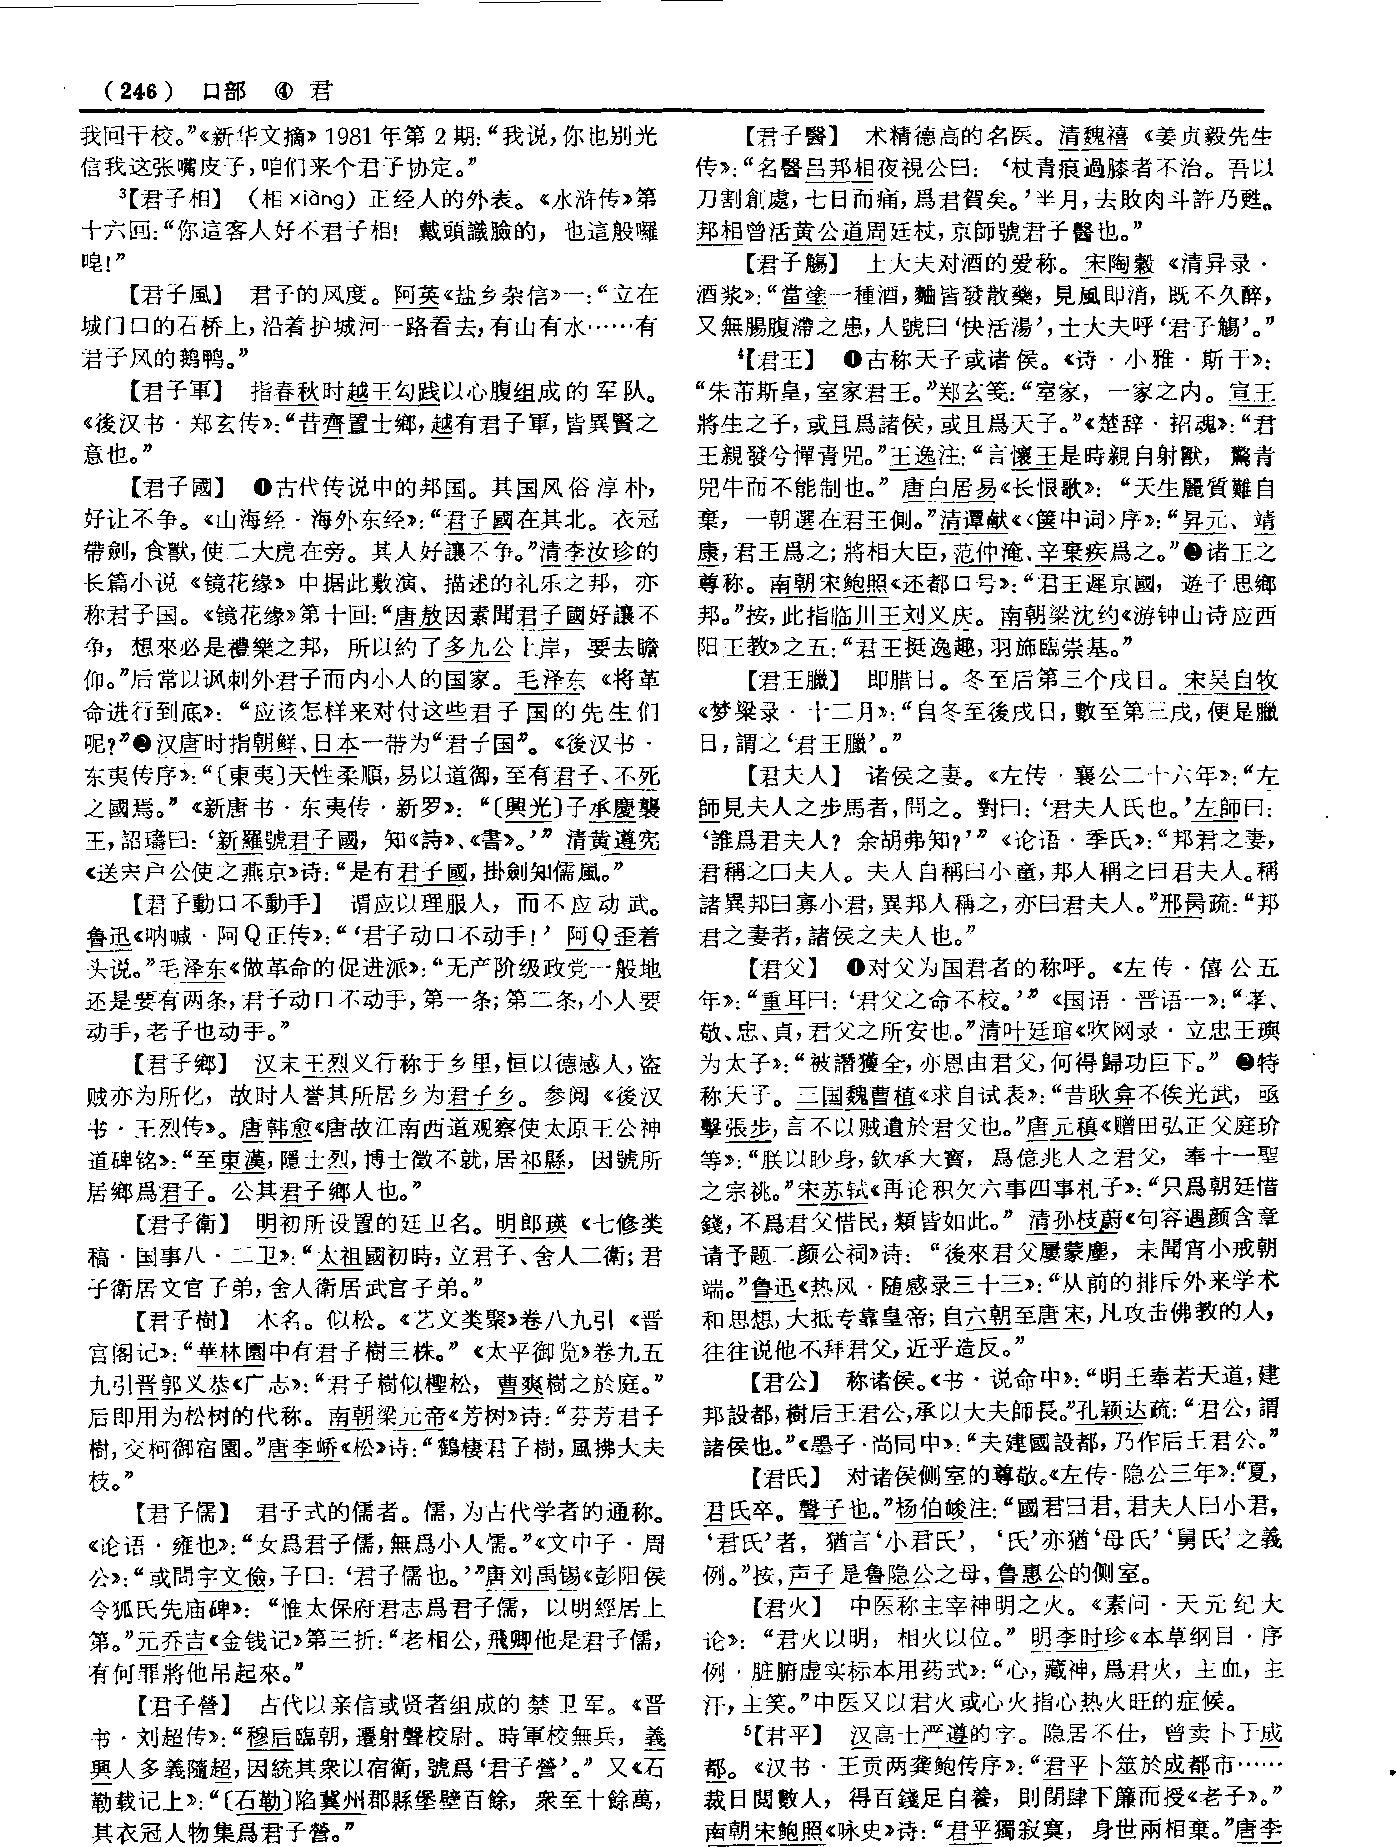 (246) 口部 ④ 君
我回干校。”《新华文摘》1981年第2期：“我说，你也别光
信我这张嘴皮子，咱们来个君子协定。”
³【君子相】（相xiàng）正经人的外表。《水浒传》第
十六回：“你這客人好不君子相！戴頭識臉的，也這般囉
唣！”
【君子風】 君子的风度。阿英《盐乡杂信》一：“立在
城门口的石桥上，沿着护城河一路看去，有山有水……有
君子风的鹅鸭。”
【君子軍】 指春秋时越王勾践以心腹组成的军队。
《後汉书·郑玄传》：“昔齊置士鄉，越有君子軍，皆異賢之
意也。”
【君子國】 ❶古代传说中的邦国。其国风俗淳朴，
好让不争。《山海经·海外东经》：“君子國在其北。衣冠
帶劍，食獸，使二大虎在旁。其人好讓不争。”清李汝珍的
长篇小说《镜花缘》中据此敷演、描述的礼乐之邦，亦
称君子国。《镜花缘》第十回：“唐敖因素聞君子國好讓不
争，想來必是禮樂之邦，所以約了多九公上岸，要去瞻
仰。”后常以讽刺外君子而内小人的国家。毛泽东《将革
命进行到底》：“应该怎样来对付这些君子国的先生们
呢？”❷汉唐时指朝鲜、日本一带为“君子国”。《後汉书·
东夷传序》：“〔東夷〕天性柔順，易以道御，至有君子、不死
之國焉。”《新唐书·东夷传·新罗》：“〔興光〕子承慶襲
王，詔璹曰：‘新羅號君子國，知《詩》、《書》。’”清黄遵宪
《送宍户公使之燕京》诗：“是有君子國，掛劍知儒風。”
【君子動口不動手】 谓应以理服人，而不应动武。
鲁迅《呐喊·阿Q正传》：“‘君子动口不动手！’阿Q歪着
头说。”毛泽东《做革命的促进派》：“无产阶级政党一般地
还是要有两条，君子动口不动手，第一条；第二条，小人要
动手，老子也动手。”
【君子鄉】 汉末王烈义行称于乡里，恒以德感人，盗
贼亦为所化，故时人誉其所居乡为君子乡。参阅《後汉
书·王烈传》。唐韩愈《唐故江南西道观察使太原王公神
道碑铭》：“至東漢，隱士烈，博士徵不就，居祁縣，因號所
居鄉爲君子。公其君子鄉人也。”
【君子衛】 明初所设置的廷卫名。明郎瑛《七修类
稿·国事八·二卫》：“太祖國初時，立君子、舍人二衛；君
子衛居文官子弟，舍人衛居武官子弟。”
【君子樹】 木名。似松。《艺文类聚》卷八九引《晋
宫阁记》：“華林園中有君子樹三株。”《太平御览》卷九五
九引晋郭义恭《广志》：“君子樹似檉松，曹爽樹之於庭。”
后即用为松树的代称。南朝梁元帝《芳树》诗：“芬芳君子
樹，交柯御宿園。”唐李峤《松》诗：“鶴棲君子樹，風拂大夫
枝。”
【君子儒】 君子式的儒者。儒，为古代学者的通称。
《论语·雍也》：“女爲君子儒，無爲小人儒。”《文中子·周
公》：“或問宇文儉，子曰：‘君子儒也。’”唐刘禹锡《彭阳侯
令狐氏先庙碑》：“惟太保府君志爲君子儒，以明經居上
第。”元乔吉《金钱记》第三折：“老相公，飛卿他是君子儒，
有何罪將他吊起來。”
【君子營】 古代以亲信或贤者组成的禁卫军。《晋
书·刘超传》：“穆后臨朝，遷射聲校尉。時軍校無兵，義
興人多義隨超，因統其衆以宿衛，號爲‘君子營’。”又《石
勒载记上》：“〔石勒〕陷冀州郡縣堡壁百餘，衆至十餘萬，
其衣冠人物集爲君子營。”
【君子醫】 术精德高的名医。清魏禧《姜贞毅先生
传》：“名醫吕邦相夜視公曰：‘杖青痕過膝者不治。吾以
刀割創處，七日而痛，爲君賀矣。’半月，去敗肉斗許乃甦。
邦相曾活黄公道周廷杖，京師號君子醫也。”
【君子觴】 士大夫对酒的爱称。宋陶穀《清异录·
酒浆》：“當塗一種酒，麯皆發散藥，見風即消，既不久醉，
又無腸腹滯之患，人號曰‘快活湯’，士大夫呼‘君子觴’。”
⁴【君王】 ❶古称天子或诸侯。《诗·小雅·斯干》：
“朱芾斯皇，室家君王。”郑玄笺：“室家，一家之内。宣王
將生之子，或且爲諸侯，或且爲天子。”《楚辞·招魂》：“君
王親發兮憚青兕。”王逸注：“言懷王是時親自射獸，驚青
兕牛而不能制也。”唐白居易《长恨歌》：“天生麗質難自
棄，一朝選在君王側。”清谭献《〈箧中词〉序》：“昇元、靖
康，君王爲之；將相大臣，范仲淹、辛棄疾爲之。”❷诸王之
尊称。南朝宋鲍照《还都口号》：“君王遲京國，遊子思鄉
邦。”按，此指临川王刘义庆。南朝梁沈约《游钟山诗应西
阳王教》之五：“君王挺逸趣，羽旆臨崇基。”
【君王臘】 即腊日。冬至后第三个戌日。宋吴自牧
《梦粱录·十二月》：“自冬至後戌日，數至第三戌，便是臘
日，謂之‘君王臘’。”
【君夫人】 诸侯之妻。《左传·襄公二十六年》：“左
師見夫人之步馬者，問之。對曰：‘君夫人氏也。’左師曰：
‘誰爲君夫人？余胡弗知？’”《论语·季氏》：“邦君之妻，
君稱之曰夫人。夫人自稱曰小童，邦人稱之曰君夫人。稱
諸異邦曰寡小君，異邦人稱之，亦曰君夫人。”邢昺疏：“邦
君之妻者，諸侯之夫人也。”
【君父】 ❶对父为国君者的称呼。《左传·僖公五
年》：“重耳曰：‘君父之命不校。’”《国语·晋语一》：“孝、
敬、忠、貞，君父之所安也。”清叶廷琯《吹网录·立忠王璵
为太子》：“被譖獲全，亦恩由君父，何得歸功臣下。”❷特
称天子。三国魏曹植《求自试表》：“昔耿弇不俟光武，亟
擊張步，言不以贼遺於君父也。”唐元稹《赠田弘正父庭玠
等》：“朕以眇身，欽承大寶，爲億兆人之君父，奉十一聖
之宗祧。”宋苏轼《再论积欠六事四事札子》：“只爲朝廷惜
錢，不爲君父惜民，類皆如此。”清孙枝蔚《句容遇颜含章
请予题二颜公祠》诗：“後來君父屢蒙塵，未聞宵小戒朝
端。”鲁迅《热风·随感录三十三》：“从前的排斥外来学术
和思想，大抵专靠皇帝；自六朝至唐宋，凡攻击佛教的人，
往往说他不拜君父，近乎造反。”
【君公】 称诸侯。《书·说命中》：“明王奉若天道，建
邦設都，樹后王君公，承以大夫師長。”孔颖达疏：“君公，謂
諸侯也。”《墨子·尚同中》：“夫建國設都，乃作后王君公。”
【君氏】 对诸侯侧室的尊敬。《左传·隐公三年》：“夏，
君氏卒。聲子也。”杨伯峻注：“國君曰君，君夫人曰小君，
‘君氏’者，猶言‘小君氏’，‘氏’亦猶‘母氏’‘舅氏’之義
例。”按，声子是鲁隐公之母，鲁惠公的侧室。
【君火】 中医称主宰神明之火。《素问·天元纪大
论》：“君火以明，相火以位。”明李时珍《本草纲目·序
例·脏腑虚实标本用药式》：“心，藏神，爲君火，主血，主
汗，主笑。”中医又以君火或心火指心热火旺的症候。
⁵【君平】 汉高士严遵的字。隐居不仕，曾卖卜于成
都。《汉书·王贡两龚鲍传序》：“君平卜筮於成都市……
裁日閲數人，得百錢足自養，則閉肆下簾而授《老子》。”
南朝宋鲍照《咏史》诗：“君平獨寂寞，身世兩相棄。”唐李